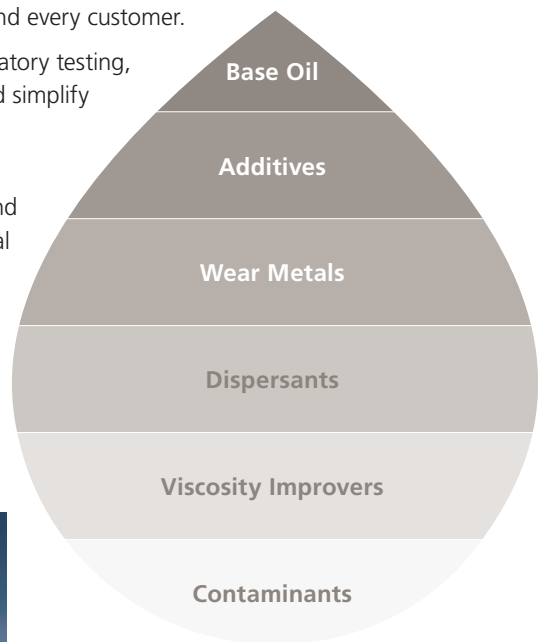 nd every customer.
atory testing,
d simplify
nd
al
Base Oil
Additives
Wear Metals
Dispersants
Viscosity Improvers
Contaminants